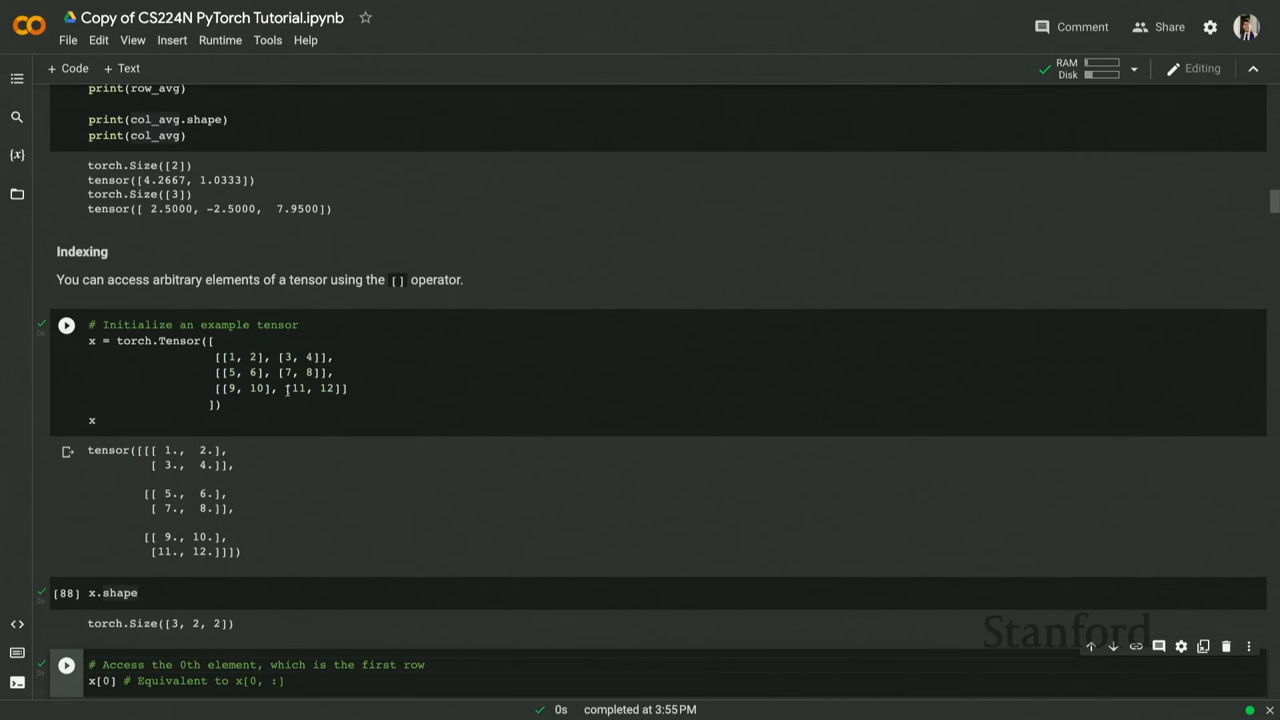 Copy of CS224N PyTorch Tutorial.ipynb
File Edit View Insert Runtime Tools Help
Comment Share
+ Code + Text
RAM
Disk
Editing
print(row_avg)
print(col_avg.shape)
print(col_avg)
torch.Size([2])
tensor([4.2667, 1.0333])
torch.Size([3])
tensor([ 2.5000, -2.5000,  7.9500])
Indexing
You can access arbitrary elements of a tensor using the [] operator.
# Initialize an example tensor
x = torch.Tensor([
[[1, 2], [3, 4]],
[[5, 6], [7, 8]],
[[9, 10], [11, 12]]
])
x
tensor([[[ 1.,  2.],
[ 3.,  4.]],
[[ 5.,  6.],
[ 7.,  8.]],
[[ 9., 10.],
[11., 12.]]])
[88] x.shape
torch.Size([3, 2, 2])
Stanford
# Access the 0th element, which is the first row
x[0] # Equivalent to x[0, :]
0s completed at 3:55PM